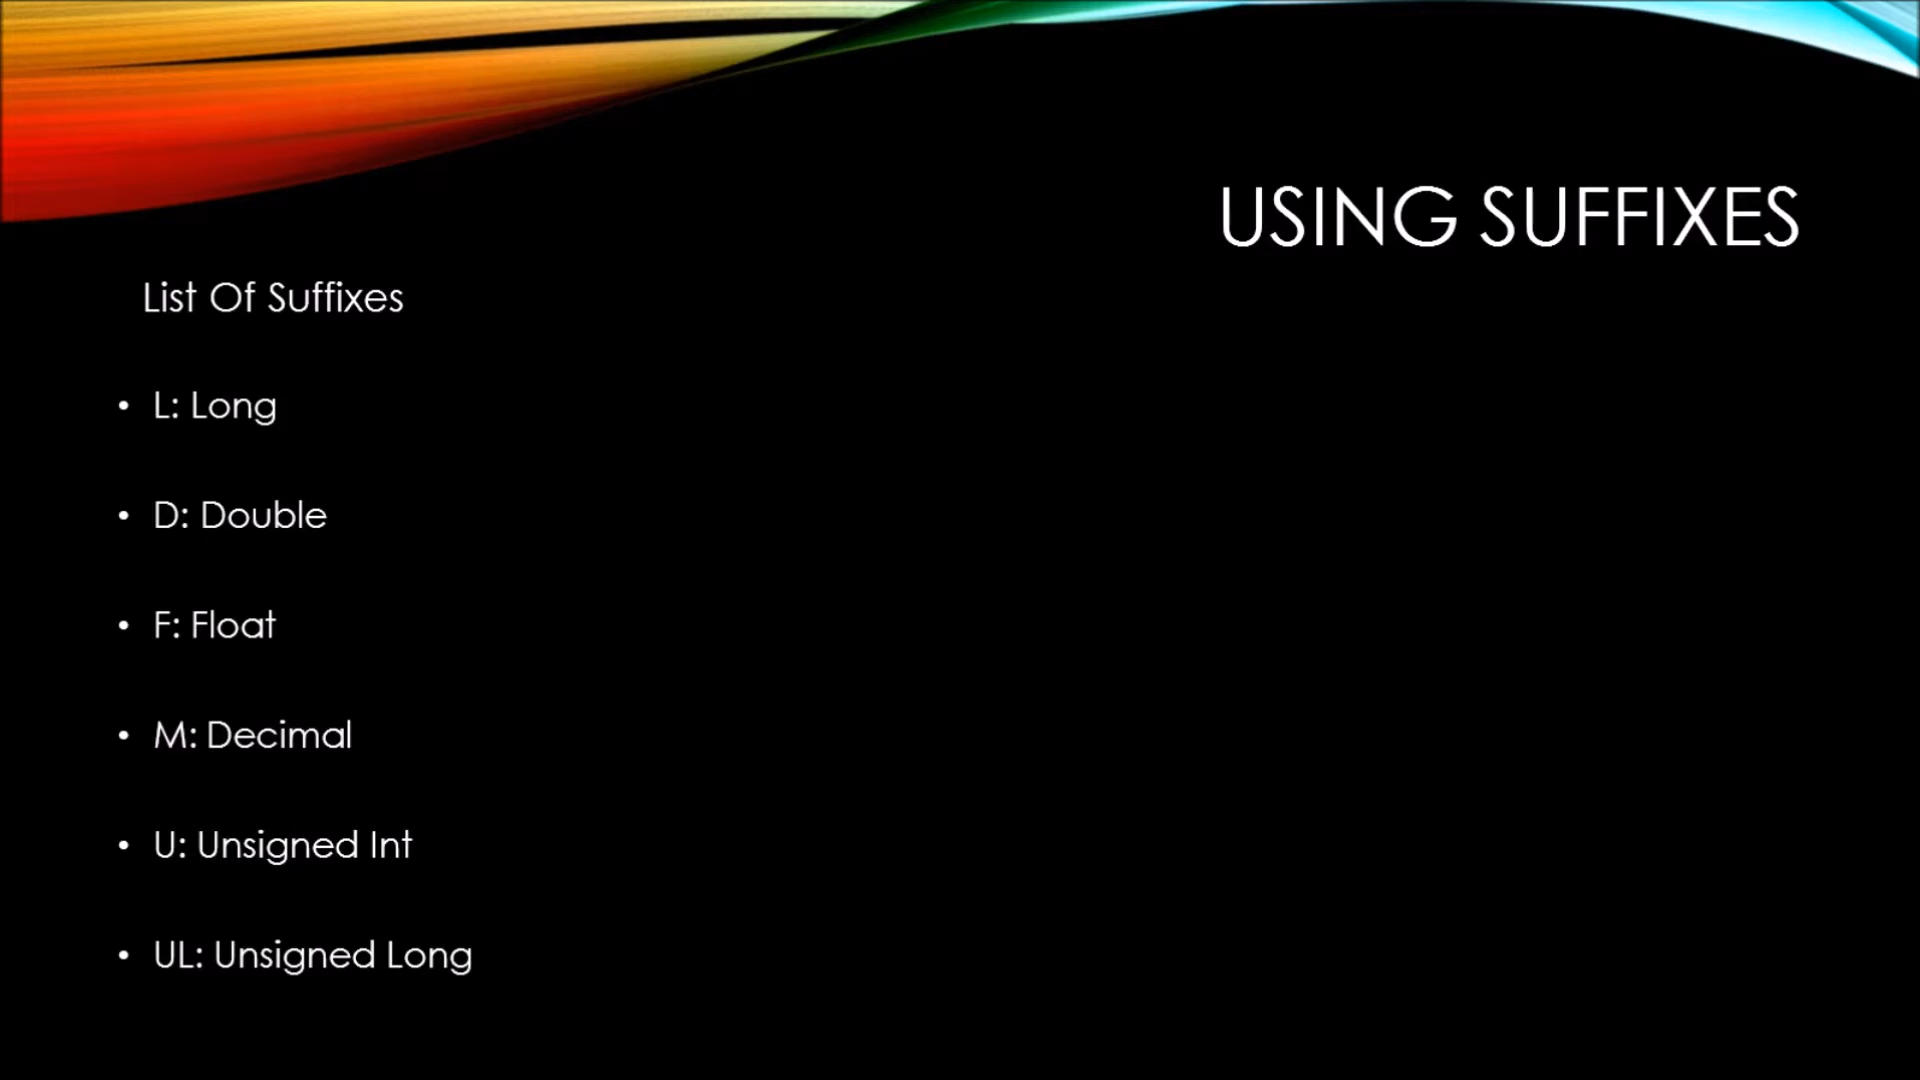 USING SUFFIXES
List Of Suffixes
• L: Long
• D: Double
• F: Float
• M: Decimal
• U: Unsigned Int
• UL: Unsigned Long